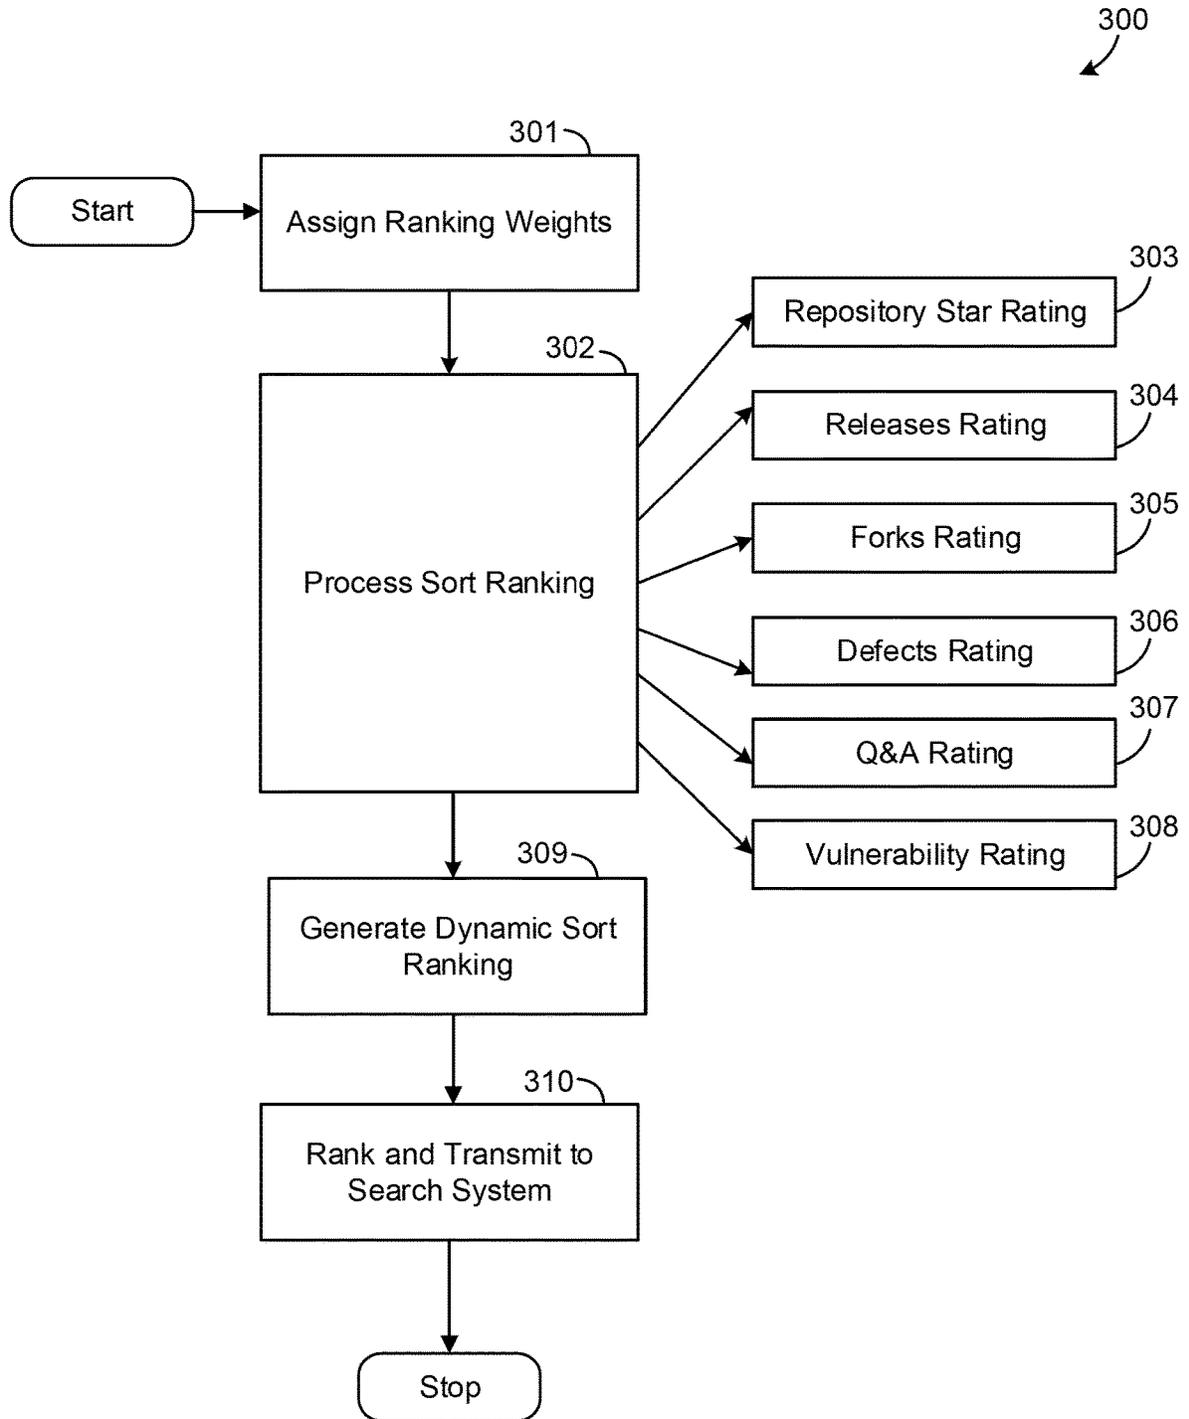 300
301
Start
Assign Ranking Weights
303
Repository Star Rating
302
304
Releases Rating
305
Forks Rating
Process Sort Ranking
306
Defects Rating
307
Q&A Rating
308
Vulnerability Rating
309
Generate Dynamic Sort
Ranking
310
Rank and Transmit to
Search System
Stop